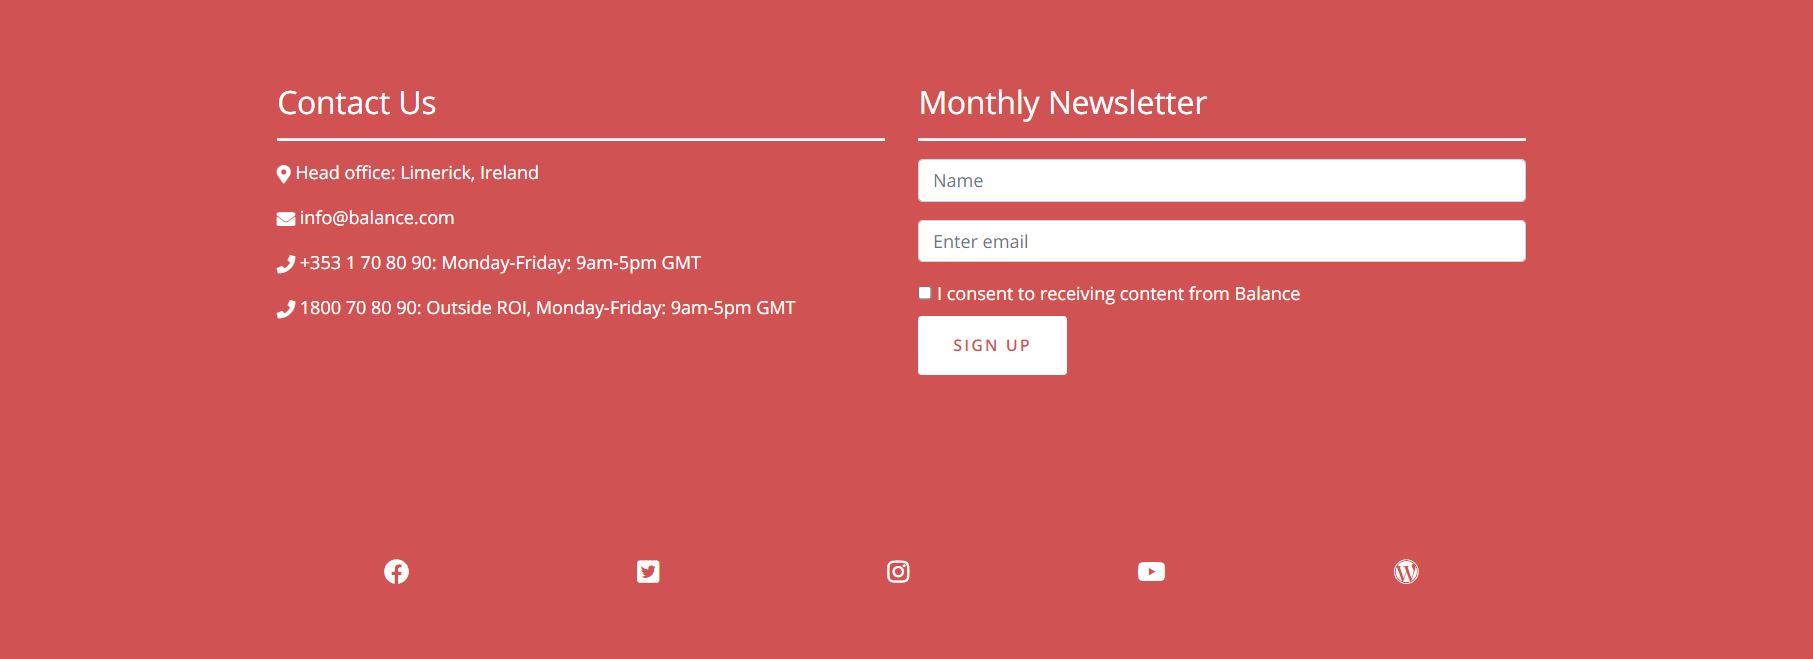 Contact Us
Head office: Limerick, Ireland
info@balance.com
+353 1 70 80 90: Monday-Friday: 9am-5pm GMT
1800 70 80 90: Outside ROI, Monday-Friday: 9am-5pm GMT
Monthly Newsletter
Name
Enter email
I consent to receiving content from Balance
SIGN UP